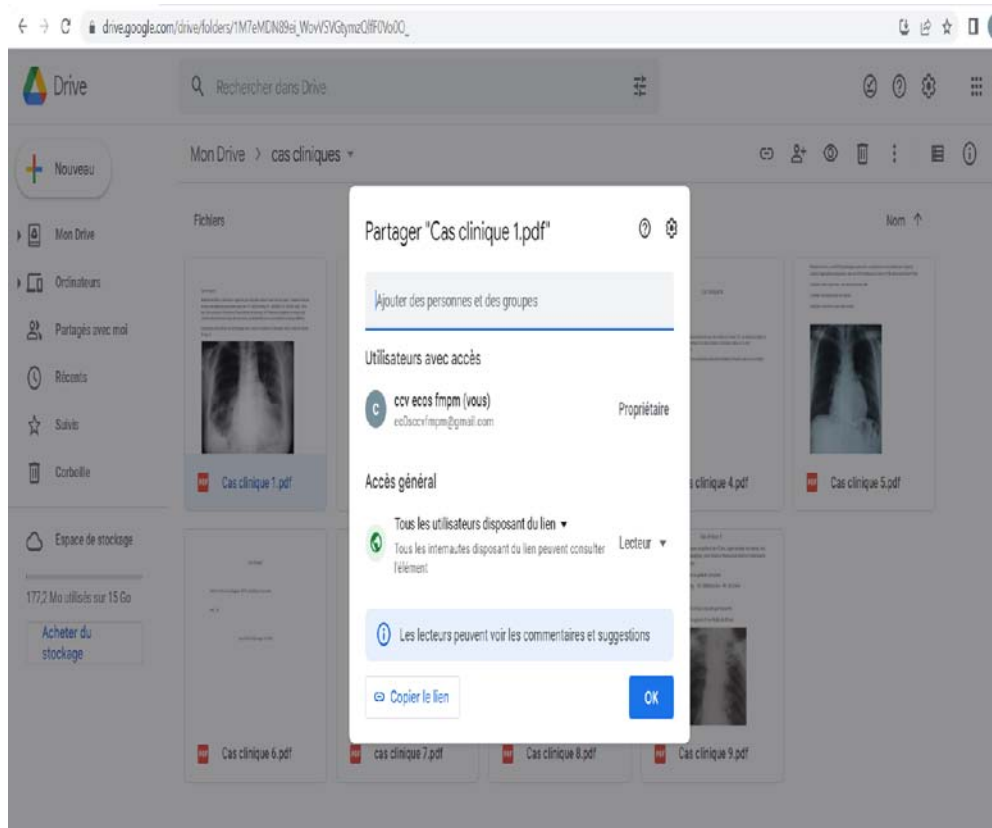 drive.google.com/drive/folders/
Drive
Rechercher dans Drive
Nouveau
Mon Drive > cas cliniques
Mon Drive
Ordinateurs
Partagés avec moi
Récents
Suivis
Corbeille
Espace de stockage
177,2 Mo utilisés sur 15 Go
Acheter du
stockage
Fichiers
Nom
Cas clinique 1.pdf
clinique 4.pdf
Cas clinique 5.pdf
Cas clinique 6.pdf
cas clinique 7.pdf
Cas clinique 8.pdf
Cas clinique 9.pdf
Partager "Cas clinique 1.pdf"
Ajouter des personnes et des groupes
Utilisateurs avec accès
C
ccv ecos fmpm (vous)
ec0sccvfmpm@gmail.com
Propriétaire
Accès général
Tous les utilisateurs disposant du lien
Tous les internautes disposant du lien peuvent consulter
l'élément
Lecteur
Les lecteurs peuvent voir les commentaires et suggestions
Copier le lien
OK